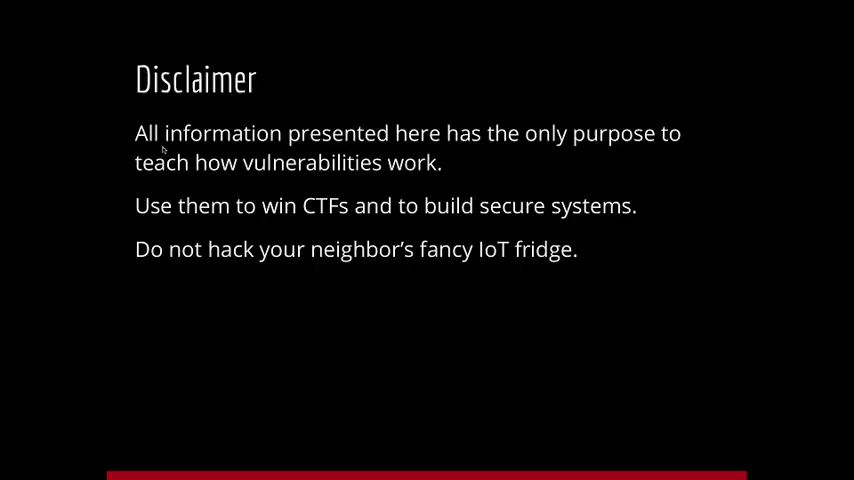 Disclaimer
All information presented here has the only purpose to
teach how vulnerabilities work.
Use them to win CTFs and to build secure systems.
Do not hack your neighbor’s fancy IoT fridge.